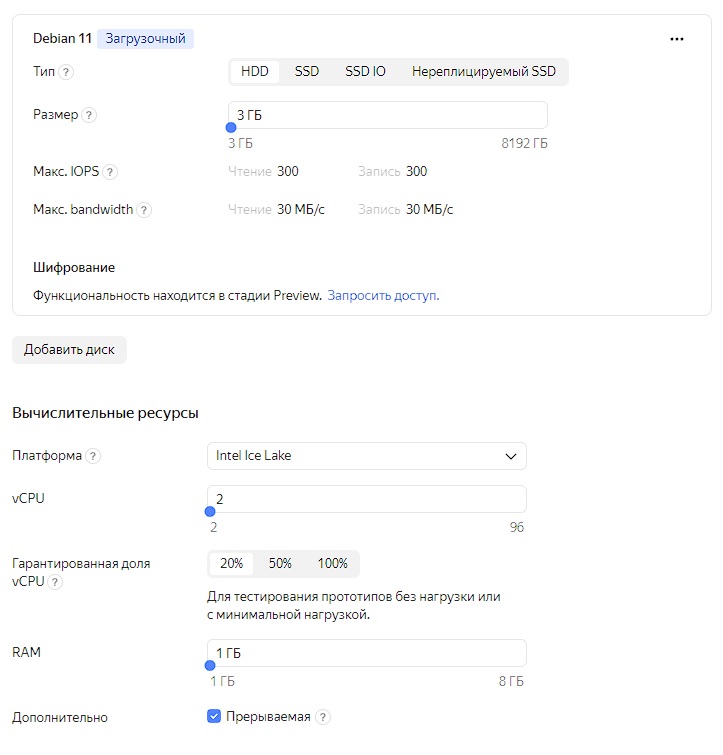 Debian 11 Загрузочный
Тип ? HDD SSD SSD IO Нереплицируемый SSD
Размер ? 3 ГБ
3 ГБ 8192 ГБ
Макс. IOPS ? Чтение 300 Запись 300
Макс. bandwidth ? Чтение 30 МБ/с Запись 30 МБ/с
Шифрование
Функциональность находится в стадии Preview. Запросить доступ.
Добавить диск
Вычислительные ресурсы
Платформа ? Intel Ice Lake
vCPU 2
2 96
Гарантированная доля
vCPU ? 20% 50% 100%
Для тестирования прототипов без нагрузки или
с минимальной нагрузкой.
RAM 1 ГБ
1 ГБ 8 ГБ
Дополнительно Прерываемая ?